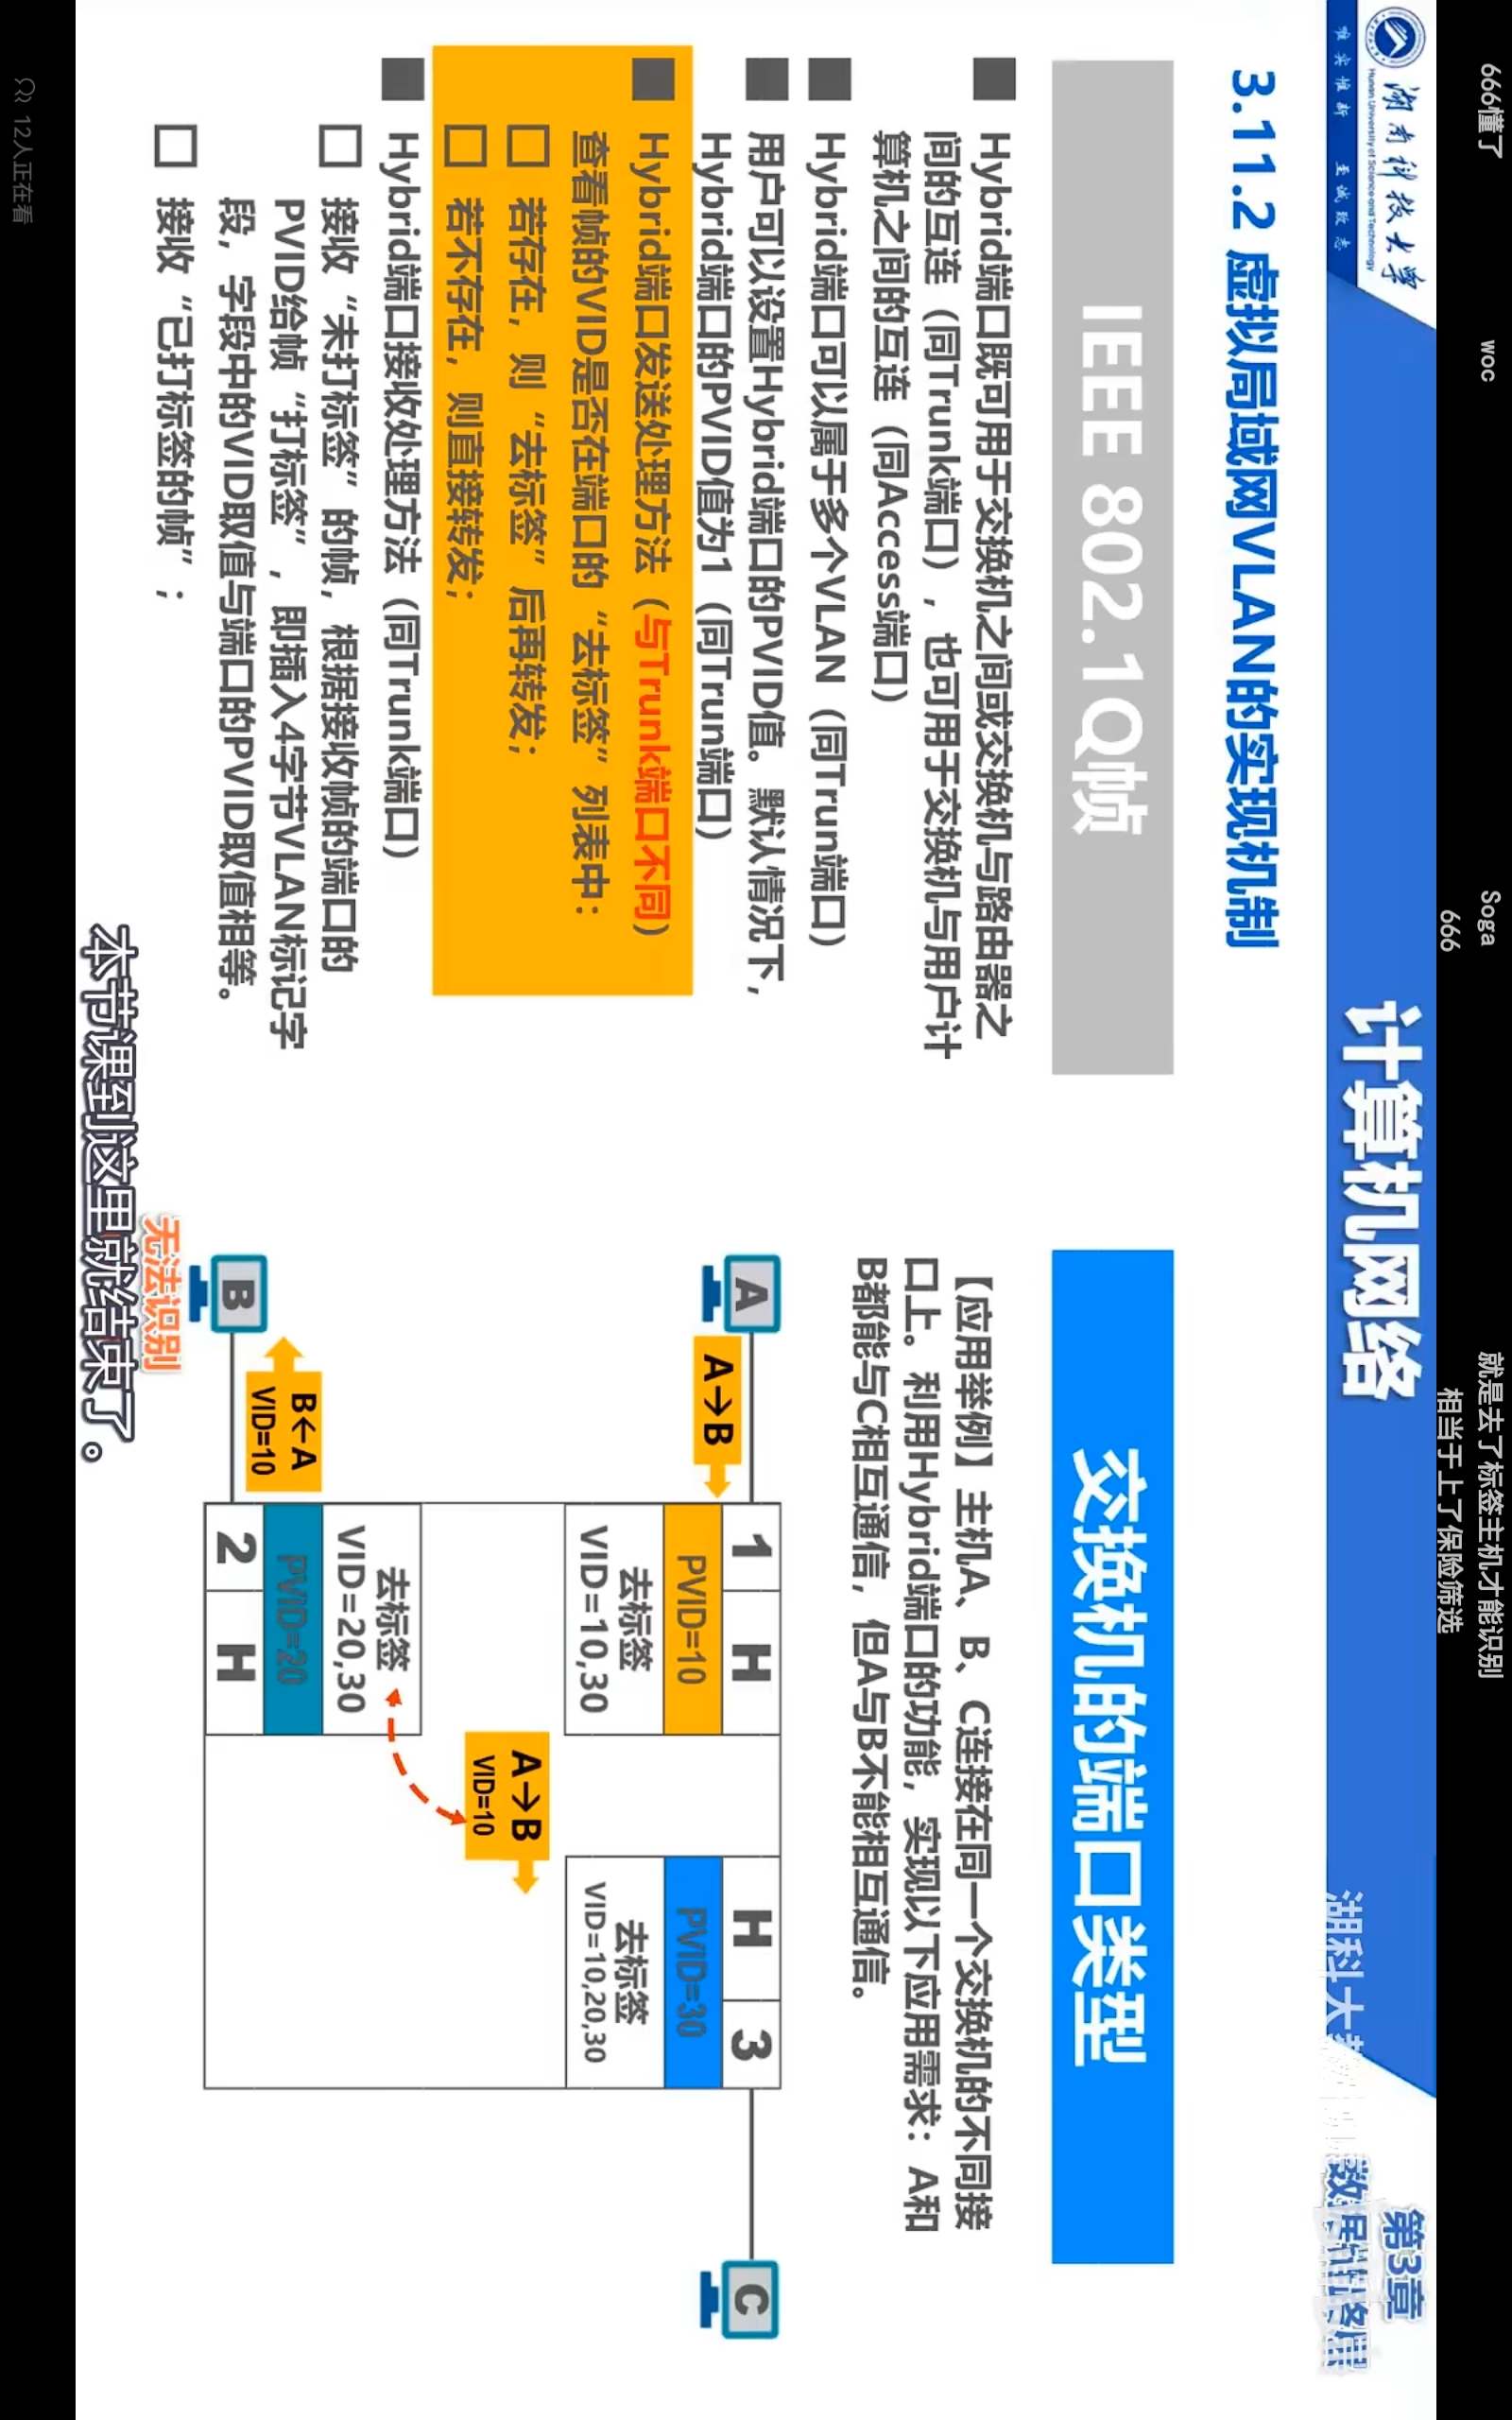 666懂了
woc
Soga
666
就是去了标签主机才能识别
相当于上了保险筛选
湖南科技大学
Hunan University of Science and Technology
唯实惟新 至诚致志
计算机网络
第3章
3.11.2 虚拟局域网VLAN的实现机制
IEEE 802.1Q帧
Hybrid端口既可用于交换机之间或交换机与路由器之
间的互连（同Trunk端口），也可用于交换机与用户计
算机之间的互连（同Access端口）
Hybrid端口可以属于多个VLAN（同Trun端口）
用户可以设置Hybrid端口的PVID值。默认情况下，
Hybrid端口的PVID值为1（同Trun端口）
Hybrid端口发送处理方法（与Trunk端口不同）
查看帧的VID是否在端口的“去标签”列表中：
若存在，则“去标签”后再转发；
若不存在，则直接转发；
Hybrid端口接收处理方法（同Trunk端口）
接收“未打标签”的帧，根据接收帧的端口的
PVID给帧“打标签”，即插入4字节VLAN标记字
段，字段中的VID取值与端口的PVID取值相等。
接收“已打标签的帧”；
交换机的端口类型
【应用举例】主机A、B、C连接在同一个交换机的不同接
口上。利用Hybrid端口的功能，实现以下应用需求：A和
B都能与C相互通信，但A与B不能相互通信。
A
A→B
1 H
PVID=10
去标签
VID=10,30
H 3
PVID=30
去标签
VID=10,20,30
C
A→B
VID=10
去标签
VID=20,30
PVID=20
2 H
B←A
VID=10
B
无法识别
本节课到这里就结束了。
12人正在看